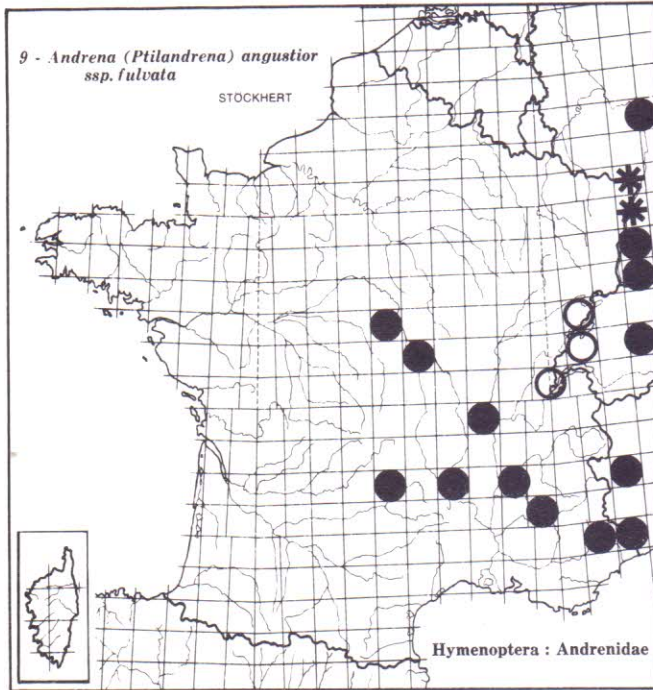 9 - Andrena (Ptilandrena) angustior
ssp. fulvata
STÖCKHERT
Hymenoptera : Andrenidae